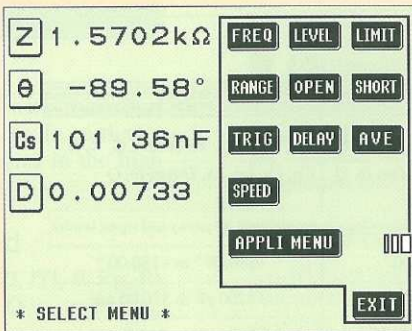 Z 1.5702kΩ FREQ LEVEL LIMIT
θ -89.58° RANGE OPEN SHORT
Cs 101.36nF TRIG DELAY AVE
D 0.00733 SPEED
APPLI MENU
* SELECT MENU * EXIT